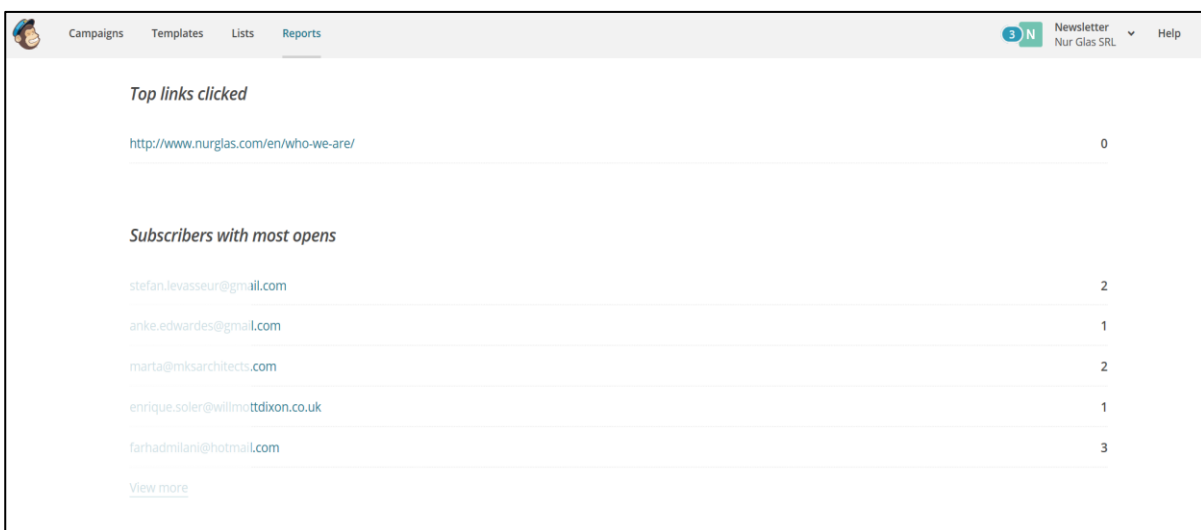 Campaigns Templates Lists Reports 3 N Newsletter Help
Nur Glas SRL
Top links clicked
http://www.nurglas.com/en/who-we-are/ 0
Subscribers with most opens
stefan.levasseur@gmail.com 2
anke.edwardes@gmail.com 1
marta@mksarchitects.com 2
enrique.soler@willmottdixon.co.uk 1
farhadmilani@hotmail.com 3
View more